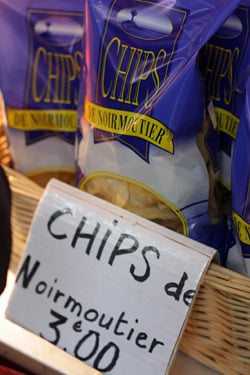 CHIPS
DE NOIRMOUTIER
CHIPS
DE NOIRMOUTIER
CHIPS de
Noirmoutier
3€00